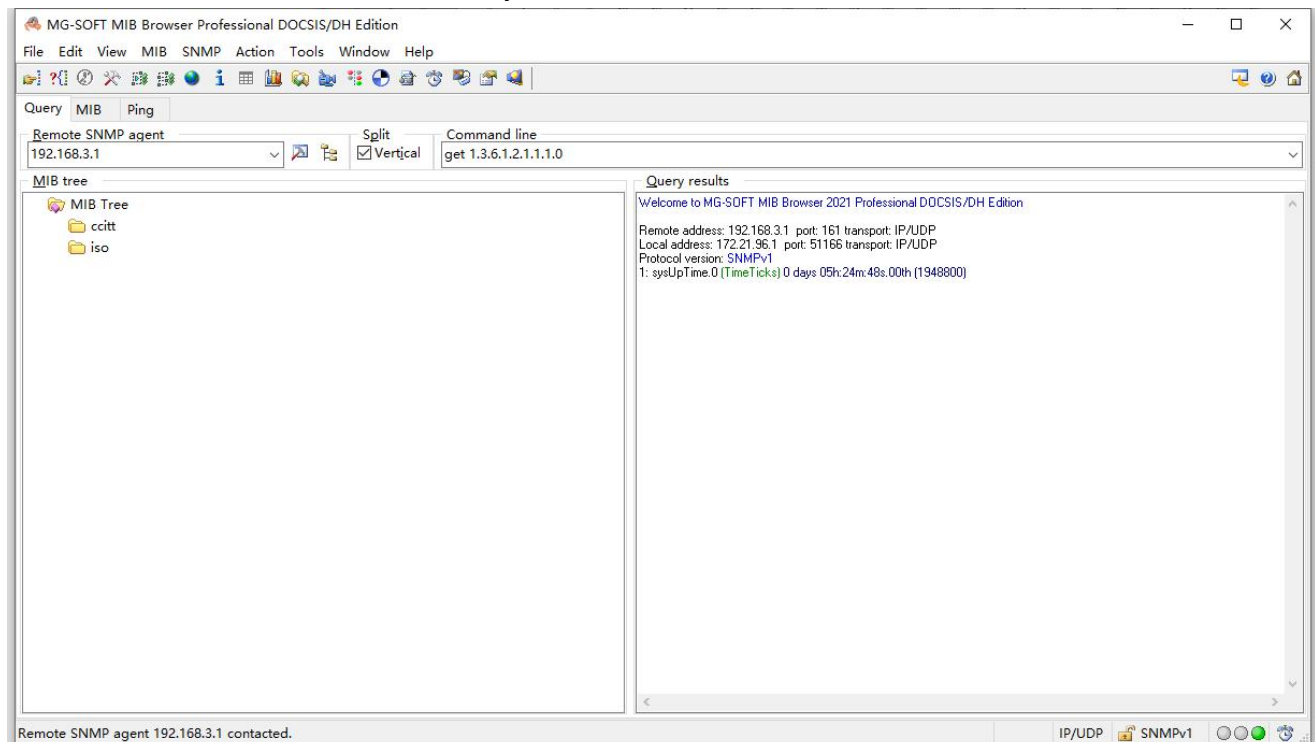 MG-SOFT MIB Browser Professional DOCSIS/DH Edition
File Edit View MIB SNMP Action Tools Window Help
Query MIB Ping
Remote SNMP agent Split Command line
192.168.3.1 Vertical get 1.3.6.1.2.1.1.1.0
MIB tree Query results
MIB Tree
ccitt
iso
Welcome to MG-SOFT MIB Browser 2021 Professional DOCSIS/DH Edition
Remote address: 192.168.3.1 port: 161 transport: IP/UDP
Local address: 172.21.96.1 port: 51166 transport: IP/UDP
Protocol version: SNMPv1
1: sysUpTime.0 (TimeTicks) 0 days 05h:24m:48s.00th (1948800)
Remote SNMP agent 192.168.3.1 contacted. IP/UDP SNMPv1